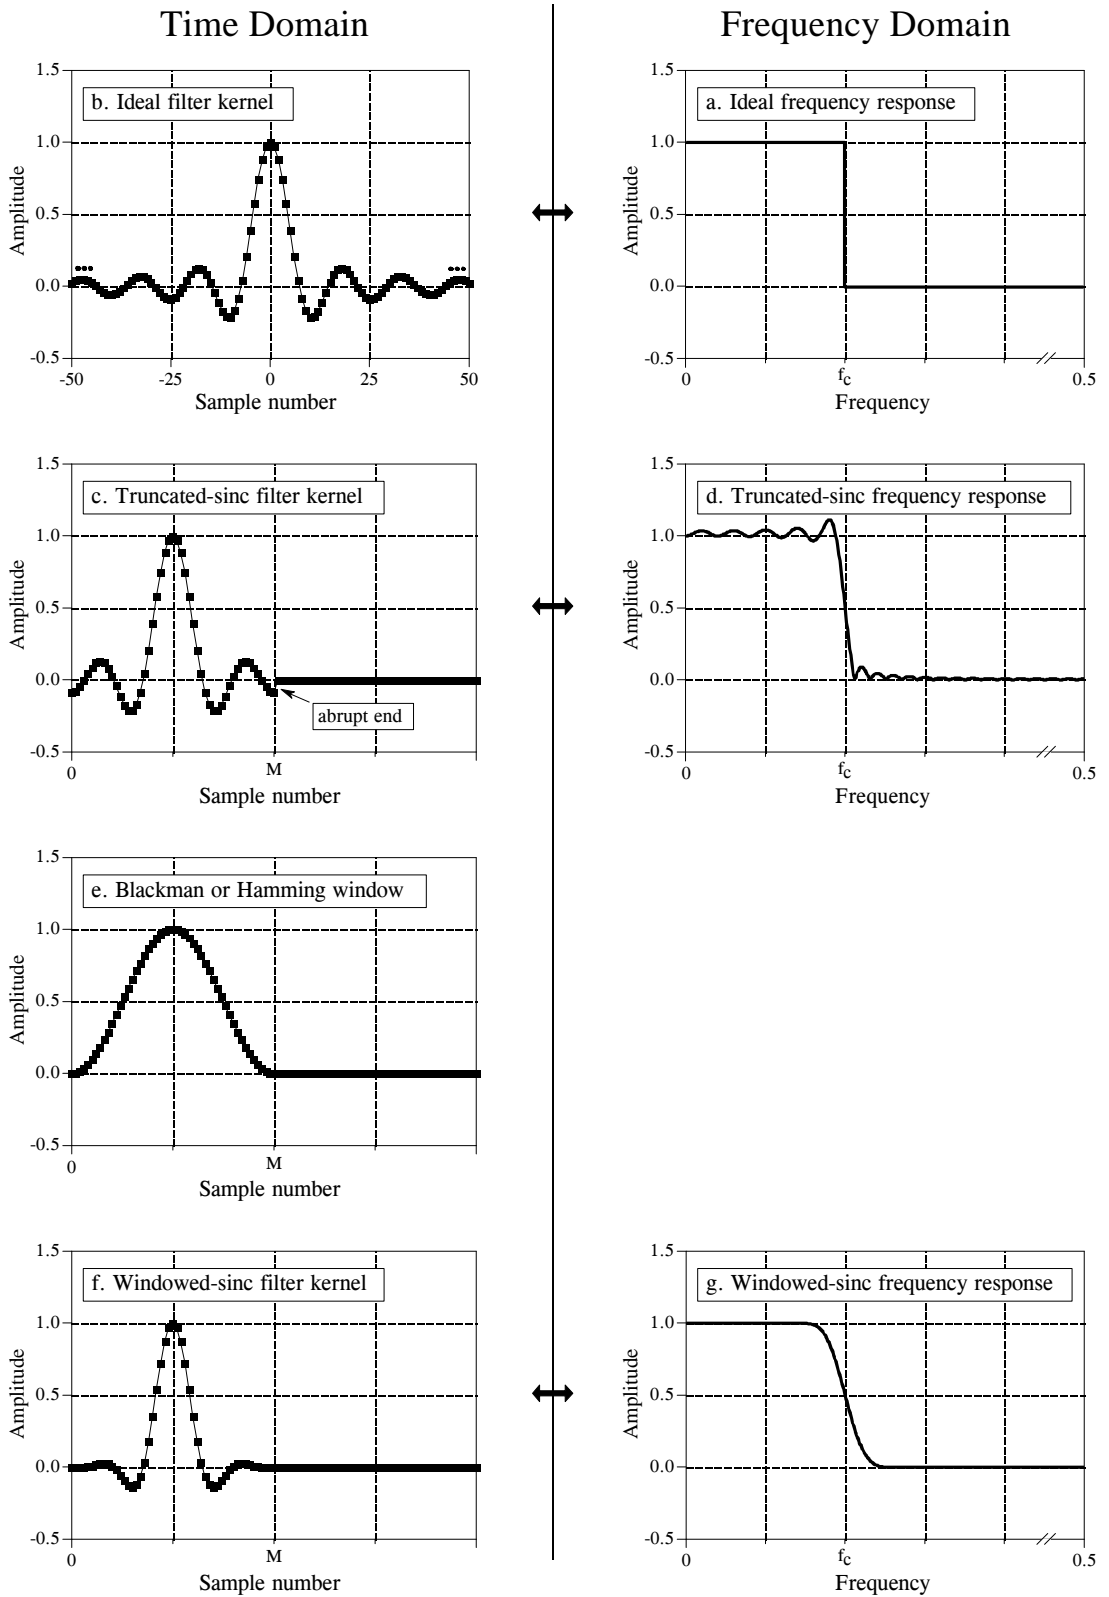 Time Domain
Frequency Domain
1.5
b. Ideal filter kernel
1.0
0.5
0.0
-0.5
-50
-25
0
25
50
Sample number
Amplitude
1.5
a. Ideal frequency response
1.0
0.5
0.0
-0.5
0
fc
0.5
Frequency
Amplitude
1.5
c. Truncated-sinc filter kernel
1.0
0.5
0.0
-0.5
abrupt end
0
M
Sample number
Amplitude
1.5
d. Truncated-sinc frequency response
1.0
0.5
0.0
-0.5
0
fc
0.5
Frequency
Amplitude
1.5
e. Blackman or Hamming window
1.0
0.5
0.0
-0.5
0
M
Sample number
Amplitude
1.5
f. Windowed-sinc filter kernel
1.0
0.5
0.0
-0.5
0
M
Sample number
Amplitude
1.5
g. Windowed-sinc frequency response
1.0
0.5
0.0
-0.5
0
fc
0.5
Frequency
Amplitude